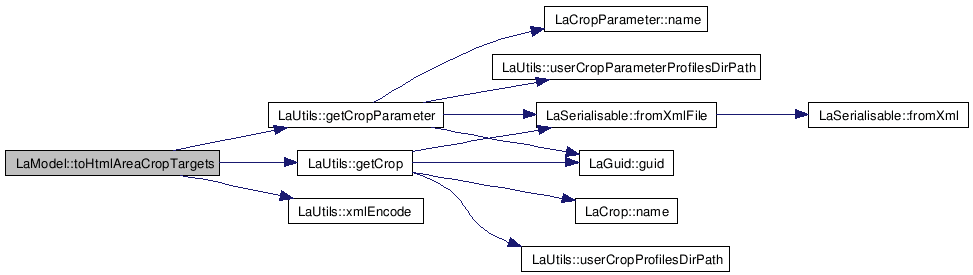 LaCropParameter::name
LaUtils::userCropParameterProfilesDirPath
LaUtils::getCropParameter
LaSerialisable::fromXmlFile
LaSerialisable::fromXml
LaModel::toHtmlAreaCropTargets
LaUtils::getCrop
LaGuid::guid
LaUtils::xmlEncode
LaCrop::name
LaUtils::userCropProfilesDirPath